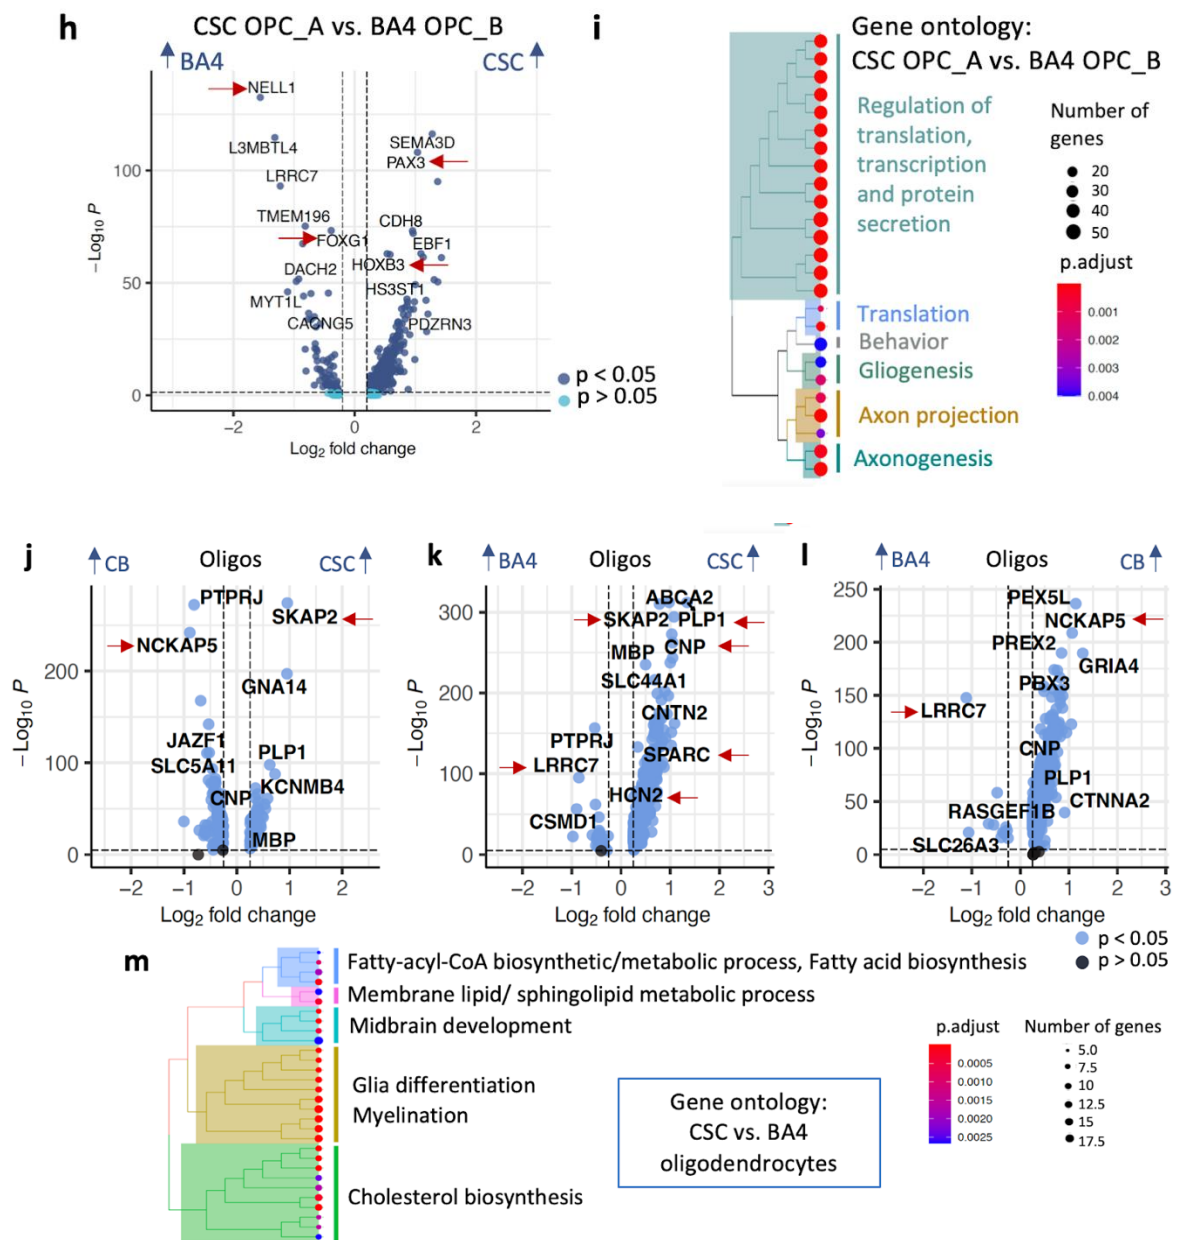 h
CSC OPC_A vs. BA4 OPC_B
BA4
CSC
NELL1
L3MBTL4
LRRC7
TMEM196
FOXG1
DACH2
MYT1L
CACNG5
SEMA3D
PAX3
CDH8
EBF1
HOXB3
HS3ST1
PDZRN3
100
50
0
−Log10 P
−2
0
2
Log2 fold change
p < 0.05
p > 0.05
i
Gene ontology:
CSC OPC_A vs. BA4 OPC_B
Regulation of
translation,
transcription
and protein
secretion
Translation
Behavior
Gliogenesis
Axon projection
Axonogenesis
Number of
genes
20
30
40
50
p.adjust
0.001
0.002
0.003
0.004
j
CB
Oligos
CSC
PTPRJ
SKAP2
NCKAP5
GNA14
JAZF1
PLP1
SLC5A11
KCNMB4
CNP
MBP
200
100
0
−Log10 P
−2
−1
0
1
2
Log2 fold change
k
BA4
Oligos
CSC
ABCA2
SKAP2
PLP1
MBP
CNP
SLC44A1
CNTN2
PTPRJ
SPARC
LRRC7
HCN2
CSMD1
300
200
100
0
−Log10 P
−2
−1
0
1
2
3
Log2 fold change
l
BA4
Oligos
CB
PEX5L
NCKAP5
PREX2
GRIA4
PBX3
LRRC7
CNP
PLP1
CTNNA2
RASGEF1B
SLC26A3
250
200
150
100
50
0
−Log10 P
−2
−1
0
1
2
3
Log2 fold change
p < 0.05
p > 0.05
m
Fatty-acyl-CoA biosynthetic/metabolic process, Fatty acid biosynthesis
Membrane lipid/ sphingolipid metabolic process
Midbrain development
Glia differentiation
Myelination
Cholesterol biosynthesis
Gene ontology:
CSC vs. BA4
oligodendrocytes
p.adjust
0.0005
0.0010
0.0015
0.0020
0.0025
Number of genes
5.0
7.5
10
12.5
15
17.5